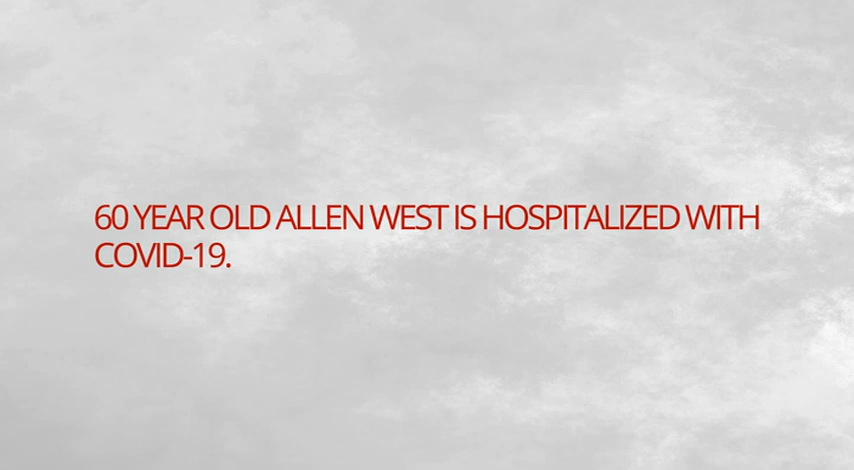 60 YEAR OLD ALLEN WEST IS HOSPITALIZED WITH
COVID-19.